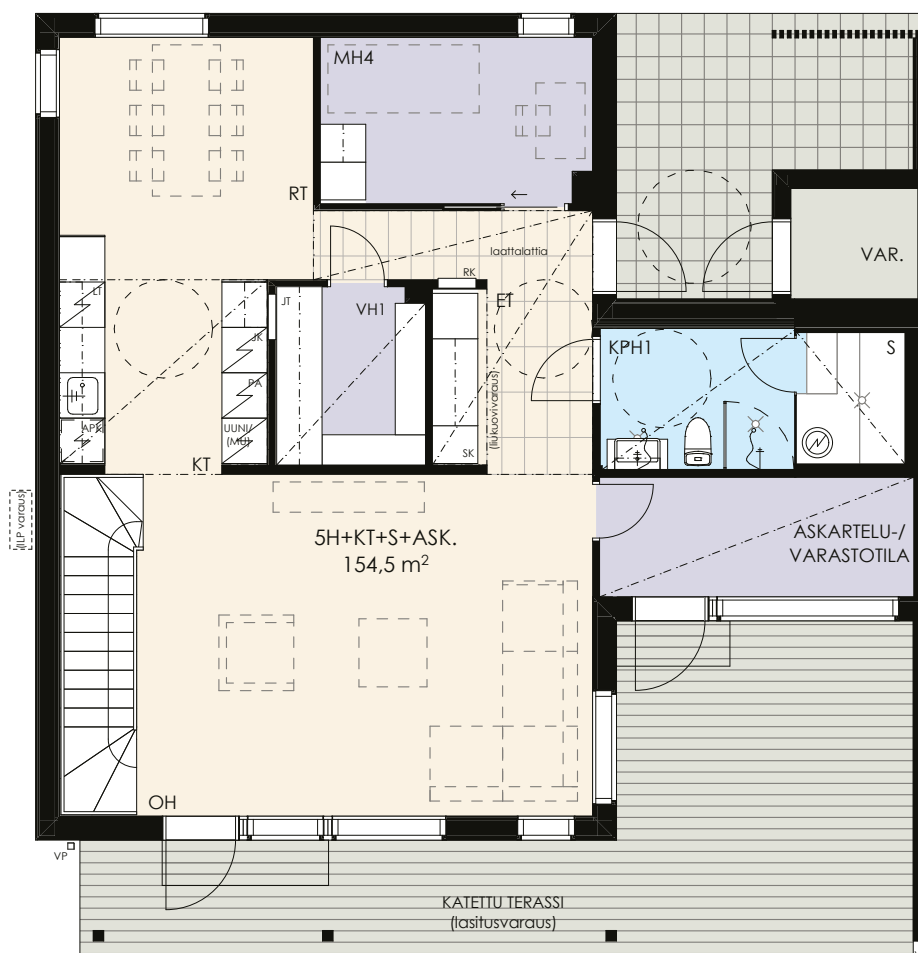 MH4
RT
laattalattia
RK
VAR.
LT
JT
VH1
ET
JK
KPH1
S
PA
APK
UUNI/
(MU)
(liukuovivaraus)
SK
KT
(ILP varaus)
5H+KT+S+ASK.
154,5 m²
ASKARTELU-/
VARASTOTILA
OH
VP
KATETTU TERASSI
(lasitusvaraus)